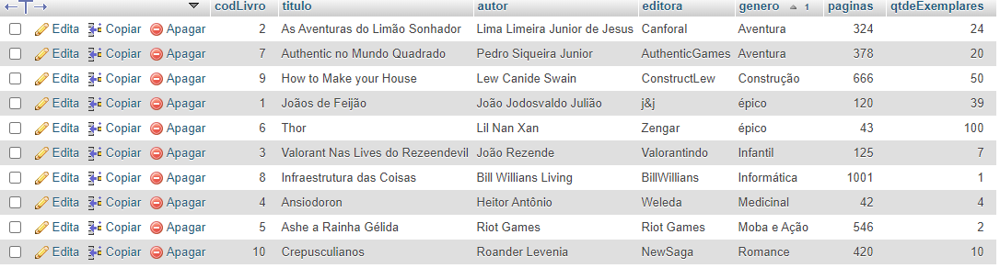 codLivro titulo autor editora genero 1 paginas qtdeExemplares
Edita Copiar Apagar 2 As Aventuras do Limão Sonhador Lima Limeira Junior de Jesus Canforal Aventura 324 24
Edita Copiar Apagar 7 Authentic no Mundo Quadrado Pedro Siqueira Junior AuthenticGames Aventura 378 20
Edita Copiar Apagar 9 How to Make your House Lew Canide Swain ConstructLew Construção 666 50
Edita Copiar Apagar 1 Joãos de Feijão João Jodosvaldo Julião j&j épico 120 39
Edita Copiar Apagar 6 Thor Lil Nan Xan Zengar épico 43 100
Edita Copiar Apagar 3 Valorant Nas Lives do Rezeendevil João Rezende Valorantindo Infantil 125 7
Edita Copiar Apagar 8 Infraestrutura das Coisas Bill Willians Living BillWillians Informática 1001 1
Edita Copiar Apagar 4 Ansiodoron Heitor Antônio Weleda Medicinal 42 4
Edita Copiar Apagar 5 Ashe a Rainha Gélida Riot Games Riot Games Moba e Ação 546 2
Edita Copiar Apagar 10 Crepusculianos Roander Levenia NewSaga Romance 420 10